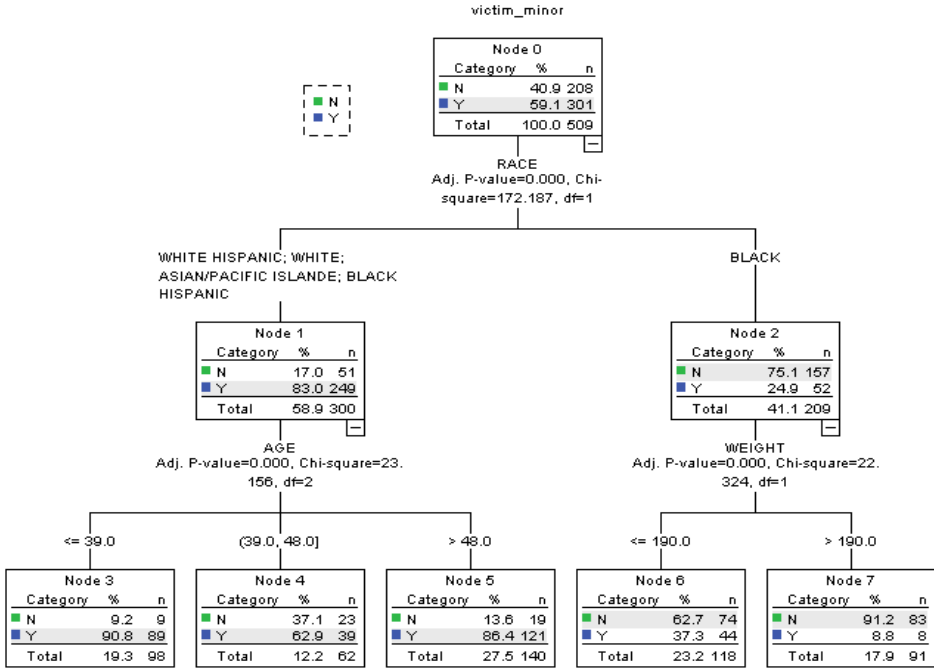 victim_minor
Node 0
Category % n
N 40.9 208
Y 59.1 301
Total 100.0 509
N
Y
RACE
Adj. P-value=0.000, Chi-
square=172.187, df=1
WHITE HISPANIC; WHITE;
ASIAN/PACIFIC ISLANDE; BLACK
HISPANIC
BLACK
Node 1
Category % n
N 17.0 51
Y 83.0 249
Total 58.9 300
Node 2
Category % n
N 75.1 157
Y 24.9 52
Total 41.1 209
AGE
Adj. P-value=0.000, Chi-square=23.
156, df=2
WEIGHT
Adj. P-value=0.000, Chi-square=22.
324, df=1
<= 39.0
(39.0, 48.0]
> 48.0
<= 190.0
> 190.0
Node 3
Category % n
N 9.2 9
Y 90.8 89
Total 19.3 98
Node 4
Category % n
N 37.1 23
Y 62.9 39
Total 12.2 62
Node 5
Category % n
N 13.6 19
Y 86.4 121
Total 27.5 140
Node 6
Category % n
N 62.7 74
Y 37.3 44
Total 23.2 118
Node 7
Category % n
N 91.2 83
Y 8.8 8
Total 17.9 91